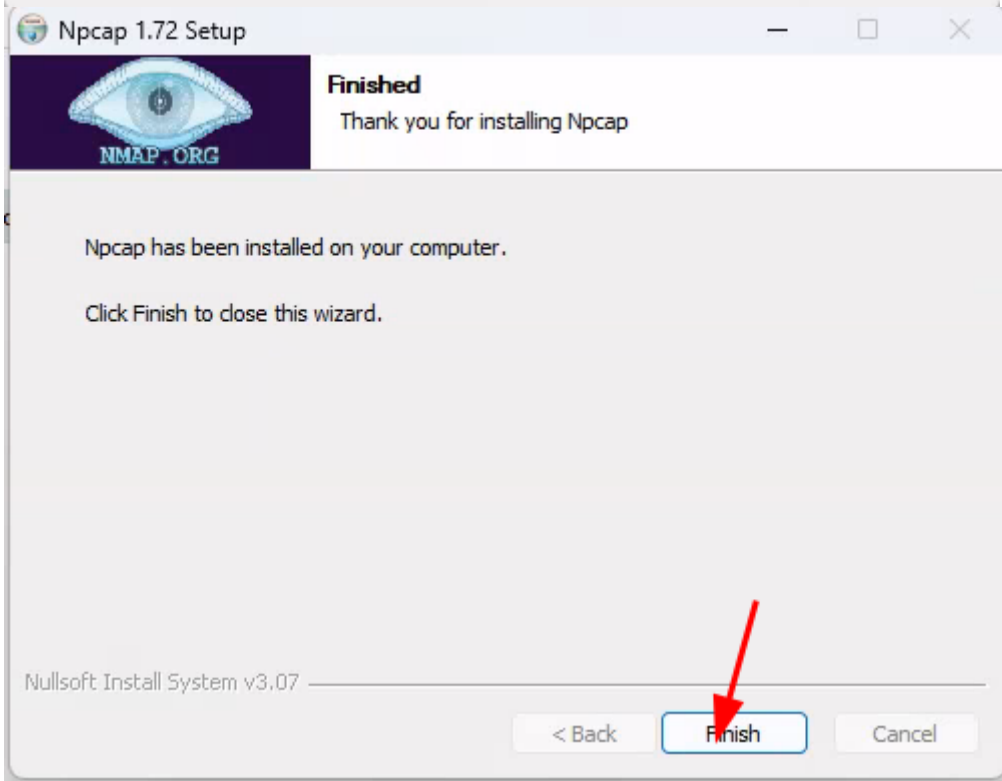 Npcap 1.72 Setup
NMAP.ORG
Finished
Thank you for installing Npcap
Npcap has been installed on your computer.
Click Finish to close this wizard.
Nullsoft Install System v3.07
< Back
Finish
Cancel